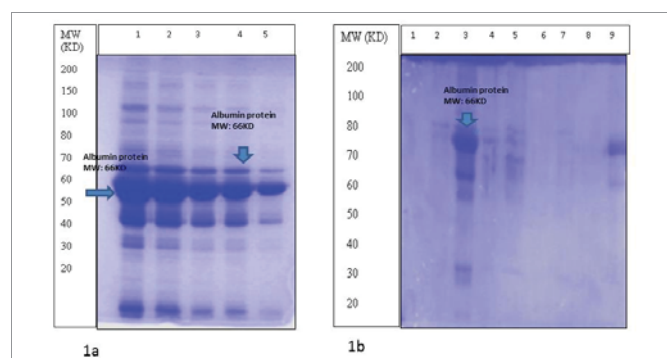 MW
(KD)
1 2 3 4 5
200
150
100
80
70
60
50
40
30
20
Albumin protein
MW: 66KD
Albumin protein
MW: 66KD
1a
MW (KD)
1 2 3 4 5 6 7 8 9
200
100
80
70
60
50
40
30
20
Albumin protein
MW: 66KD
1b